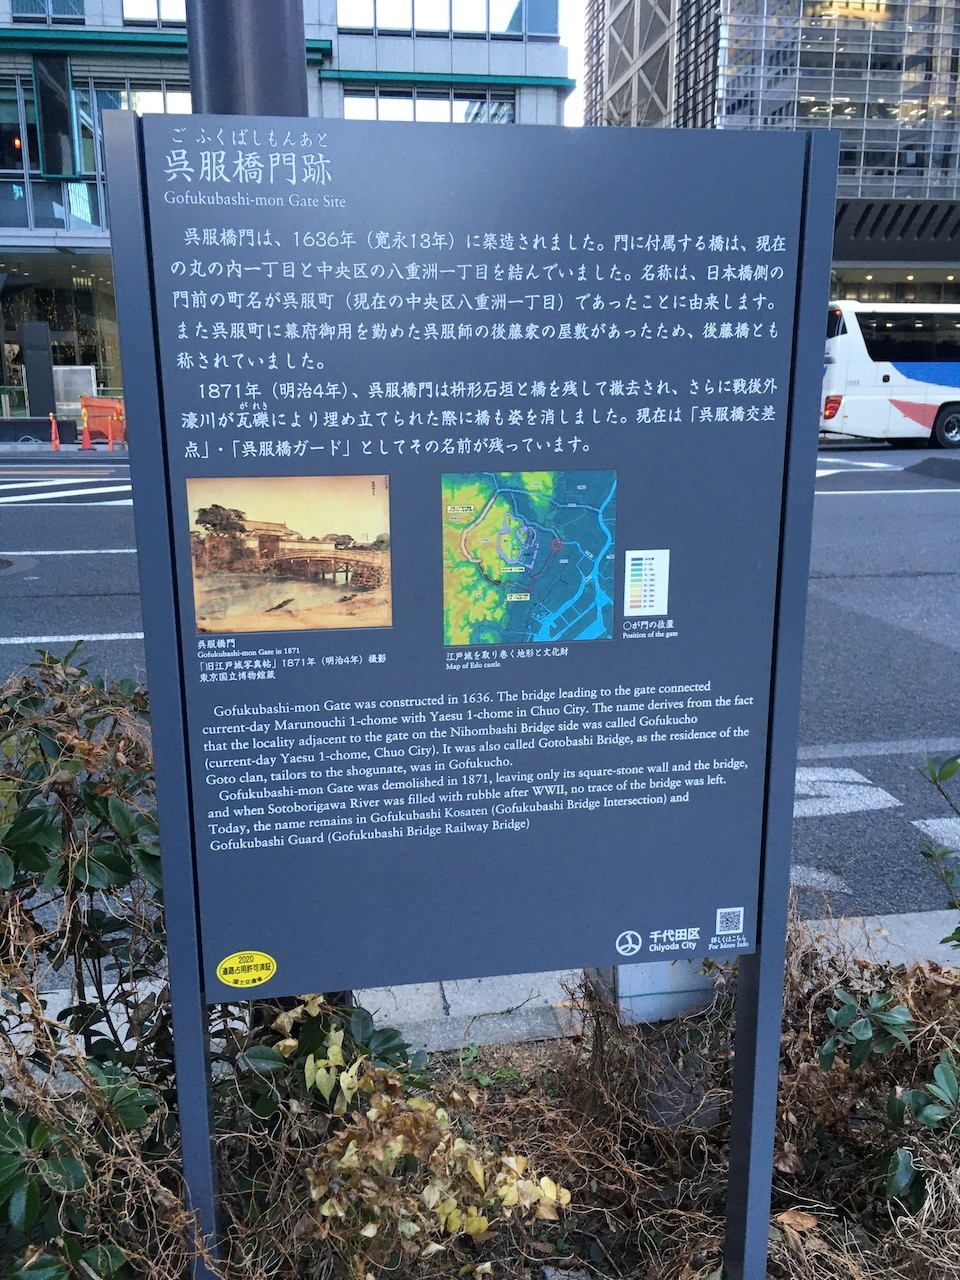 ごふくばしもんあと
呉服橋門跡
Gofukubashi-mon Gate Site
呉服橋門は、1636年（寛永13年）に築造されました。門に付属する橋は、現在
の丸の内一丁目と中央区の八重洲一丁目を結んでいました。名称は、日本橋側の
門前の町名が呉服町（現在の中央区八重洲一丁目）であったことに由来します。
また呉服町に幕府御用を勤めた呉服師の後藤家の屋敷があったため、後藤橋とも
称されていました。
1871年（明治4年）、呉服橋門は枡形石垣と橋を残して撤去され、さらに戦後外
がれき
濠川が瓦礫により埋め立てられた際に橋も姿を消しました。現在は「呉服橋交差
点」・「呉服橋ガード」としてその名前が残っています。
呉服橋門
Gofukubashi-mon Gate in 1871
「旧江戸城写真帖」1871年（明治4年）撮影
東京国立博物館蔵
江戸城を取り巻く地形と文化財
Map of Edo castle
○が門の位置
Position of the gate
Gofukubashi-mon Gate was constructed in 1636. The bridge leading to the gate connected
current-day Marunouchi 1-chome with Yaesu 1-chome in Chuo City. The name derives from the fact
that the locality adjacent to the gate on the Nihombashi Bridge side was called Gofukucho
(current-day Yaesu 1-chome, Chuo City). It was also called Gotobashi Bridge, as the residence of the
Goto clan, tailors to the shogunate, was in Gofukucho.
Gofukubashi-mon Gate was demolished in 1871, leaving only its square-stone wall and the bridge,
and when Sotoborigawa River was filled with rubble after WWII, no trace of the bridge was left.
Today, the name remains in Gofukubashi Kosaten (Gofukubashi Bridge Intersection) and
Gofukubashi Guard (Gofukubashi Bridge Railway Bridge)
2020
道路占用許可済証
国土交通省
千代田区
Chiyoda City
詳しくはこちら
For More Info